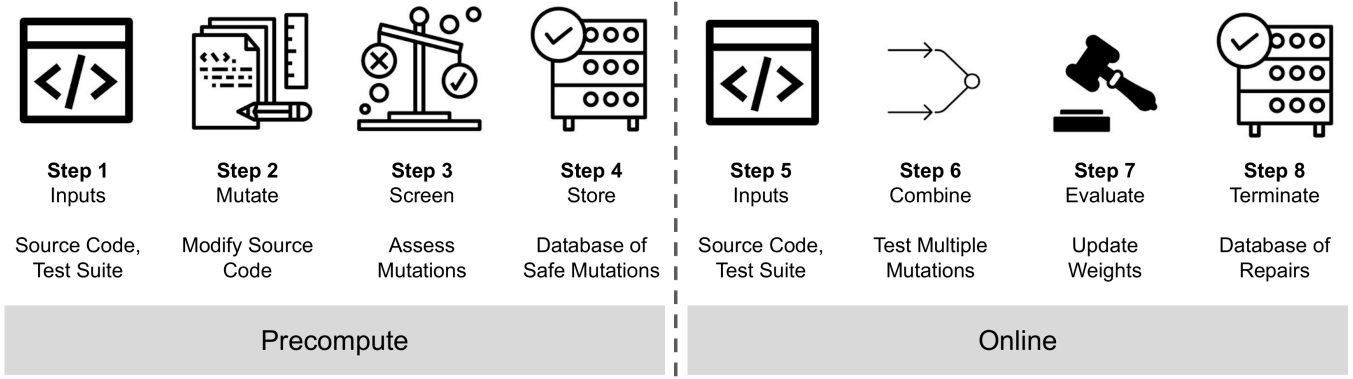 Step 1
Inputs
Source Code,
Test Suite
Step 2
Mutate
Modify Source
Code
Step 3
Screen
Assess
Mutations
Step 4
Store
Database of
Safe Mutations
Precompute
Step 5
Inputs
Source Code,
Test Suite
Step 6
Combine
Test Multiple
Mutations
Step 7
Evaluate
Update
Weights
Step 8
Terminate
Database of
Repairs
Online